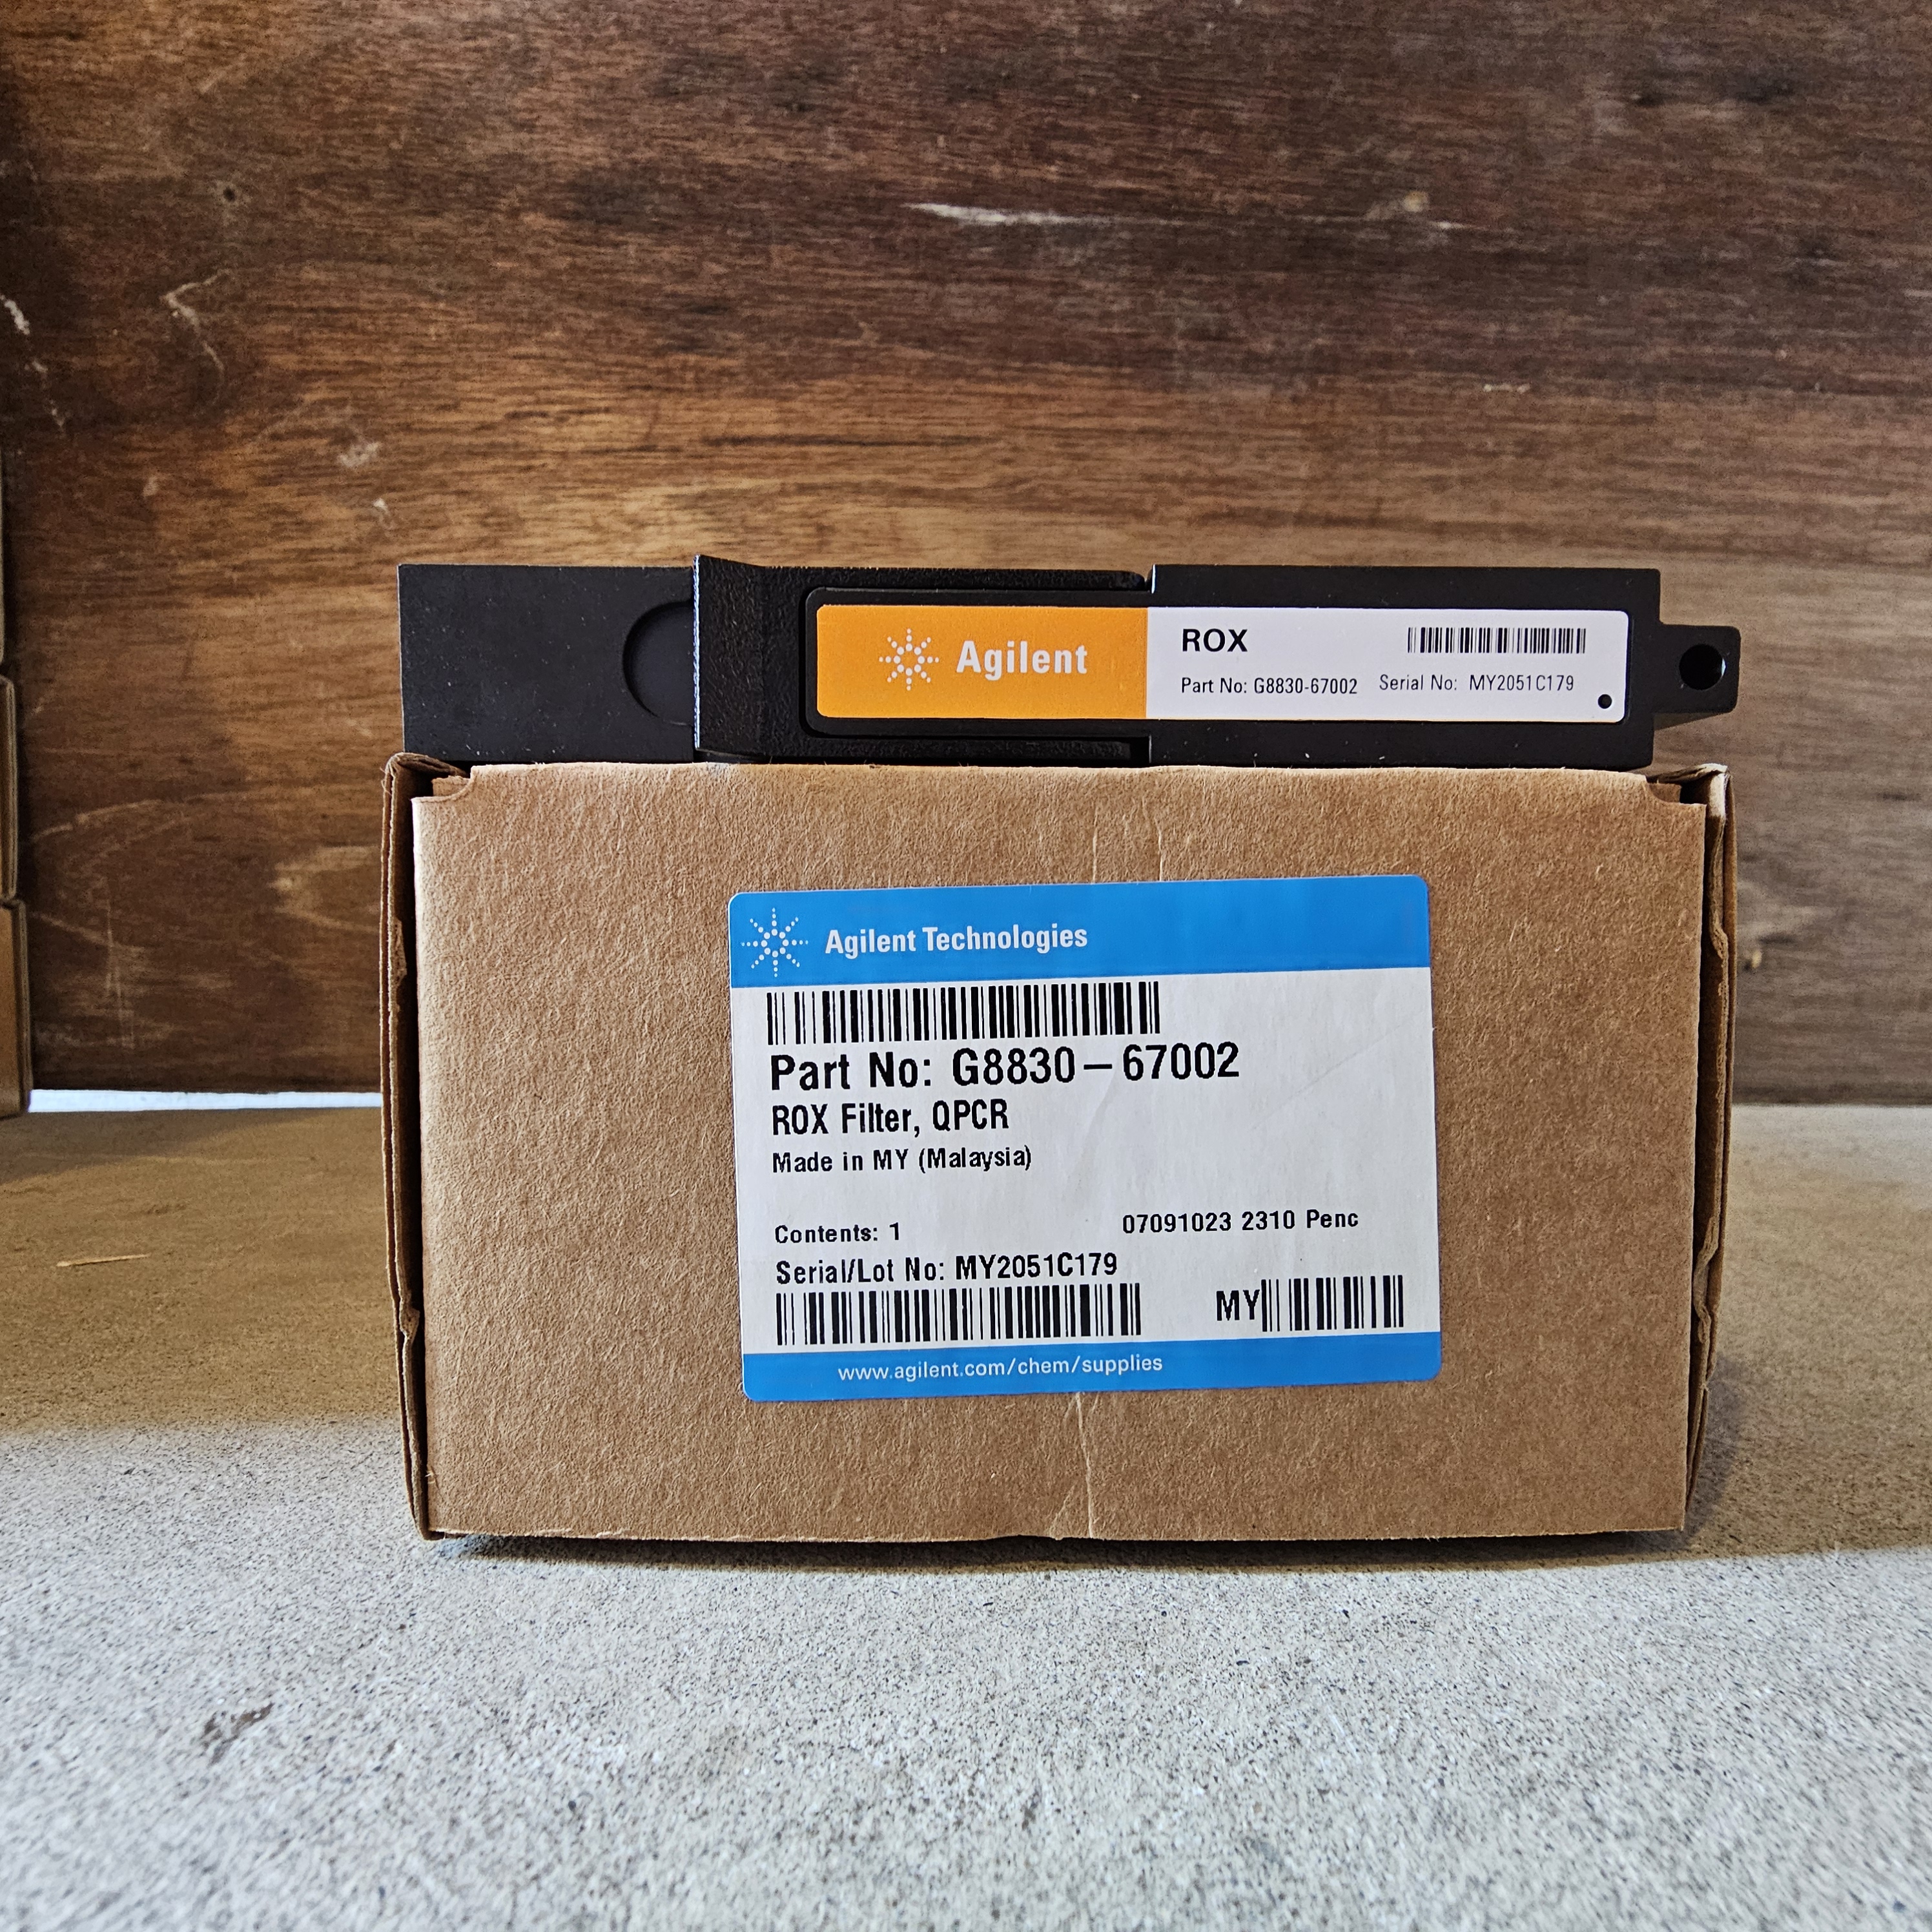 Agilent
ROX
Part No: G8830-67002 Serial No: MY2051C179
Agilent Technologies
Part No: G8830-67002
ROX Filter, QPCR
Made in MY (Malaysia)
Contents: 1 07091023 2310 Penc
Serial/Lot No: MY2051C179
MY
www.agilent.com/chem/supplies